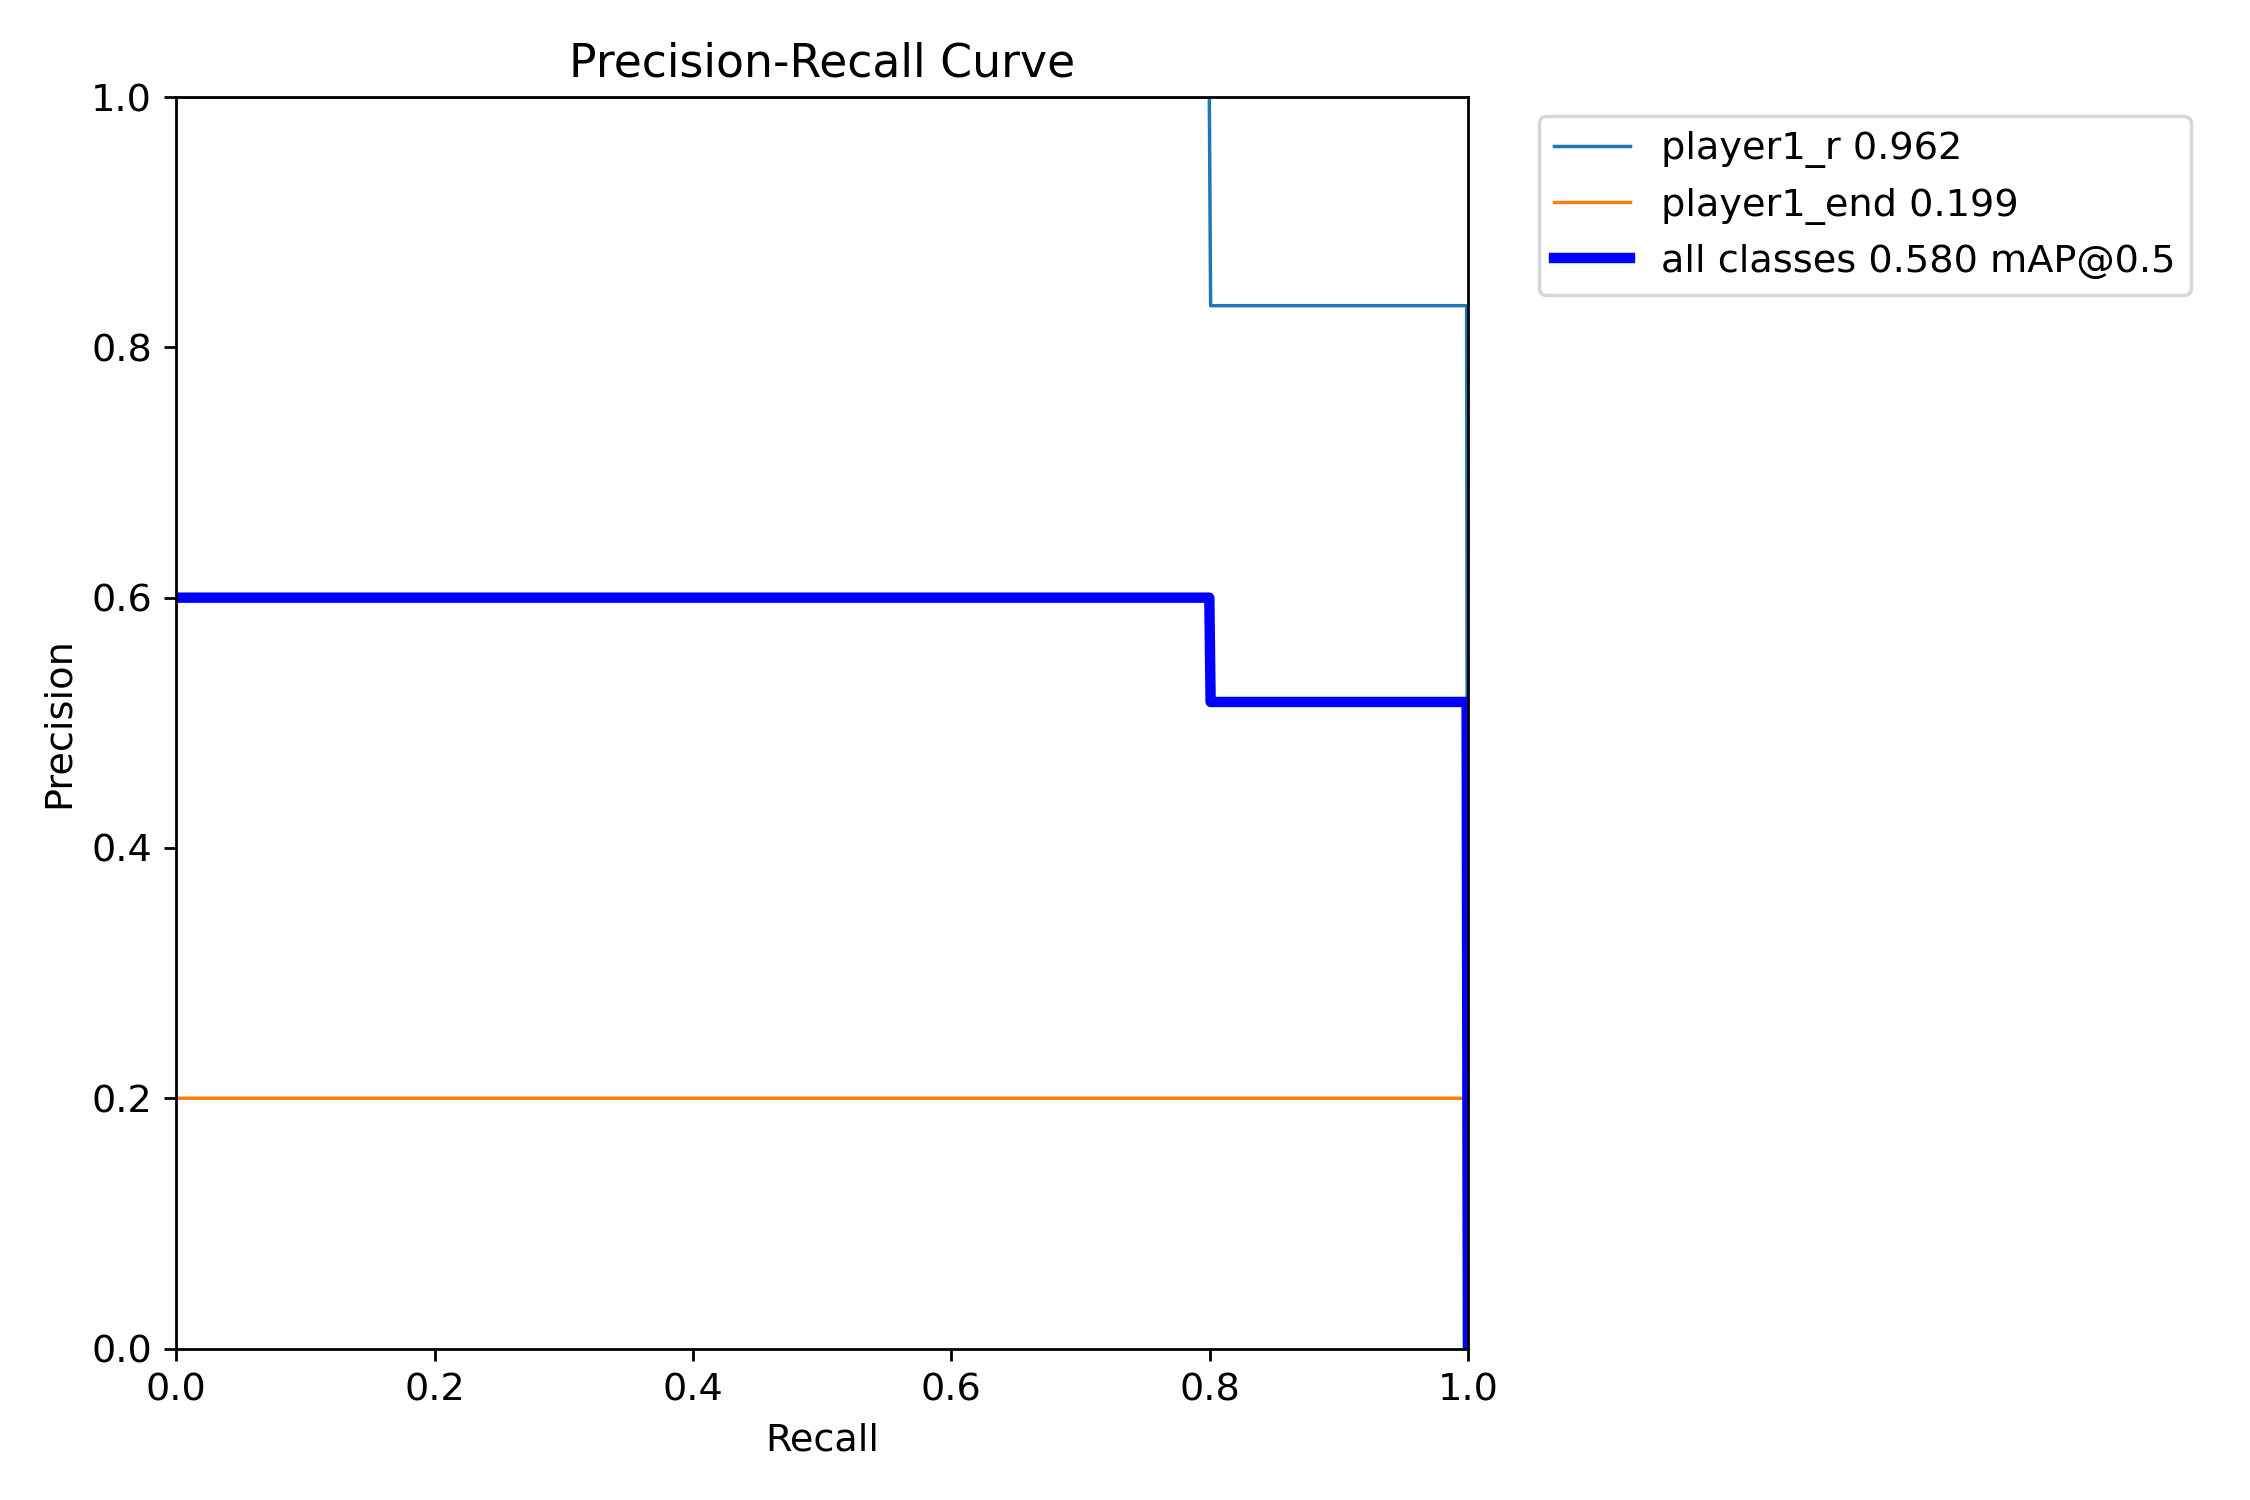 Precision-Recall Curve
player1_r 0.962
player1_end 0.199
all classes 0.580 mAP@0.5
Precision
1.0
0.8
0.6
0.4
0.2
0.0
0.0 0.2 0.4 0.6 0.8 1.0
Recall